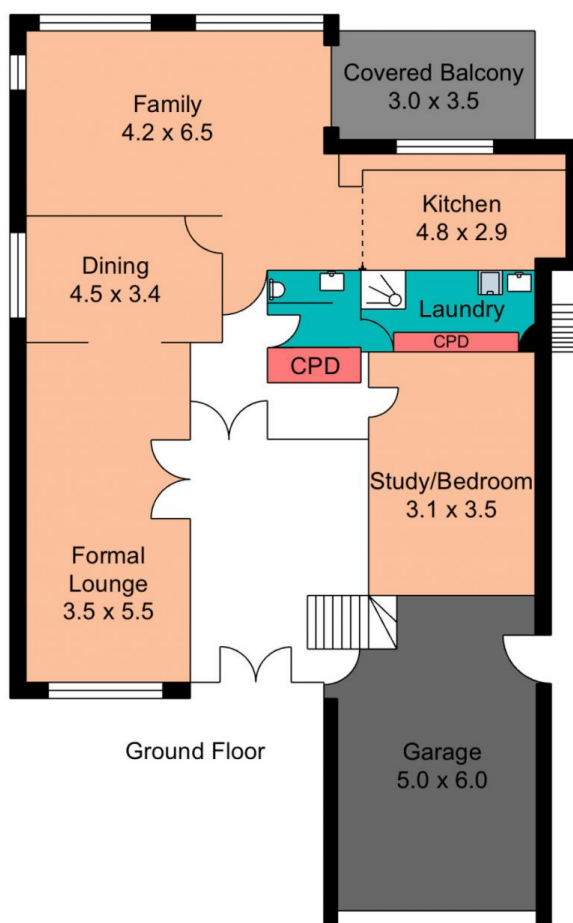 Covered Balcony
3.0 x 3.5
Family
4.2 x 6.5
Kitchen
4.8 x 2.9
Dining
4.5 x 3.4
Laundry
CPD
CPD
Study/Bedroom
3.1 x 3.5
Formal
Lounge
3.5 x 5.5
Ground Floor
Garage
5.0 x 6.0